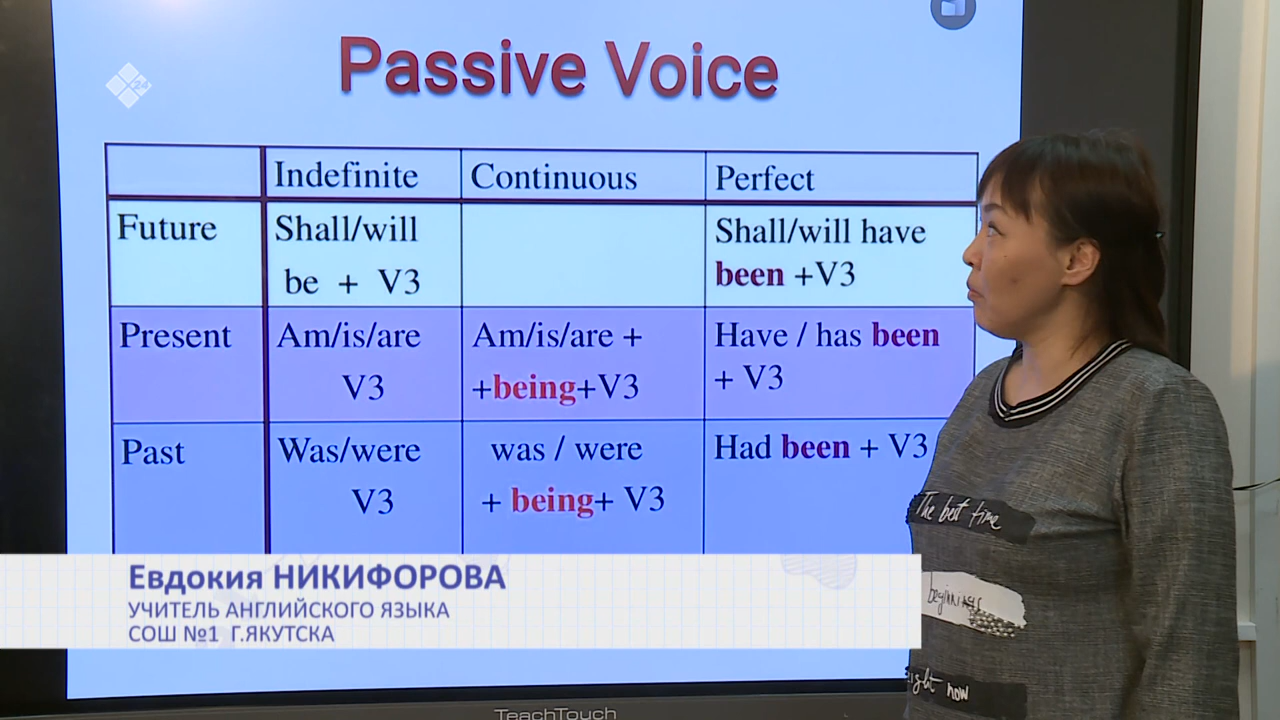 24
Passive Voice
Indefinite Continuous Perfect
Future Shall/will Shall/will have
be + V3 been +V3
Present Am/is/are Am/is/are + Have / has been
V3 +being+V3 + V3
Past Was/were was / were Had been + V3
V3 + being+ V3
The best time
Евдокия НИКИФОРОВА
УЧИТЕЛЬ АНГЛИЙСКОГО ЯЗЫКА
СОШ №1 Г.ЯКУТСКА
now
TeachTouch